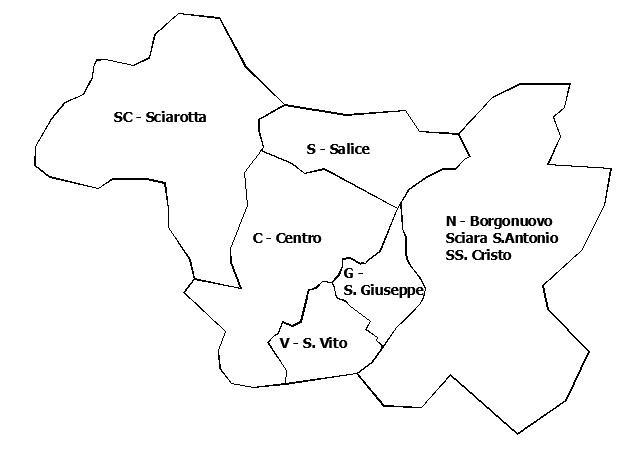 SC - Sciarotta
S - Salice
C - Centro
N - Borgonuovo
Sciara S.Antonio
SS. Cristo
G -
S. Giuseppe
V - S. Vito